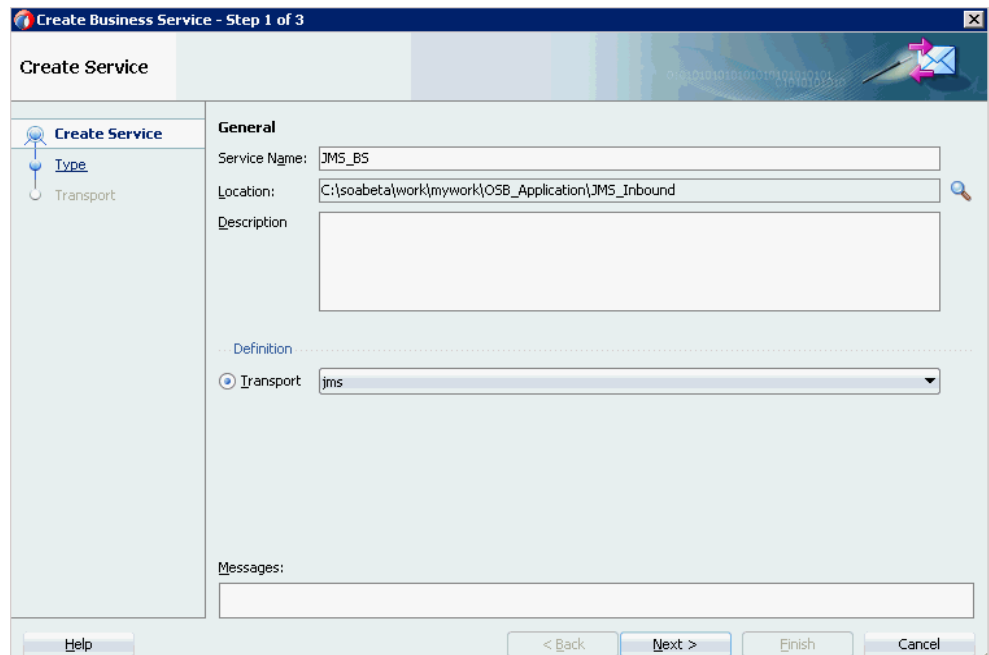 Create Business Service - Step 1 of 3
Create Service
Create Service
Type
Transport
General
Service Name: JMS_BS
Location: C:\soabeta\work\mywork\OSB_Application\JMS_Inbound
Description
Definition
Transport jms
Messages:
Help < Back Next > Finish Cancel